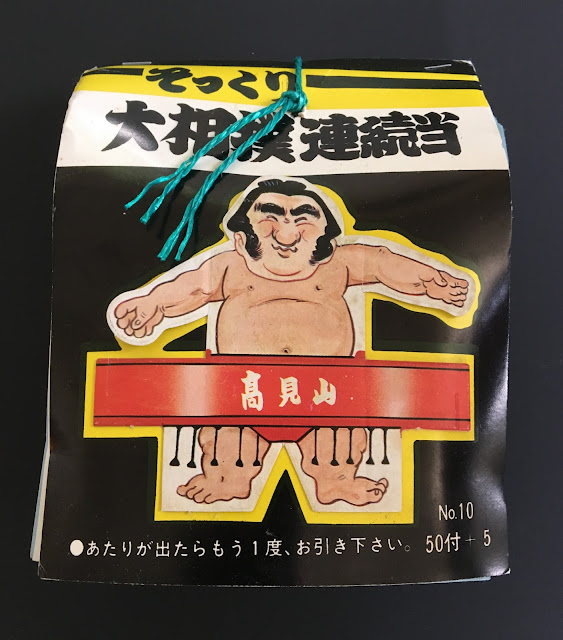 そっくり
大相撲連続当
高見山
No.10
●あたりが出たらもう1度、お引き下さい。 50付+5